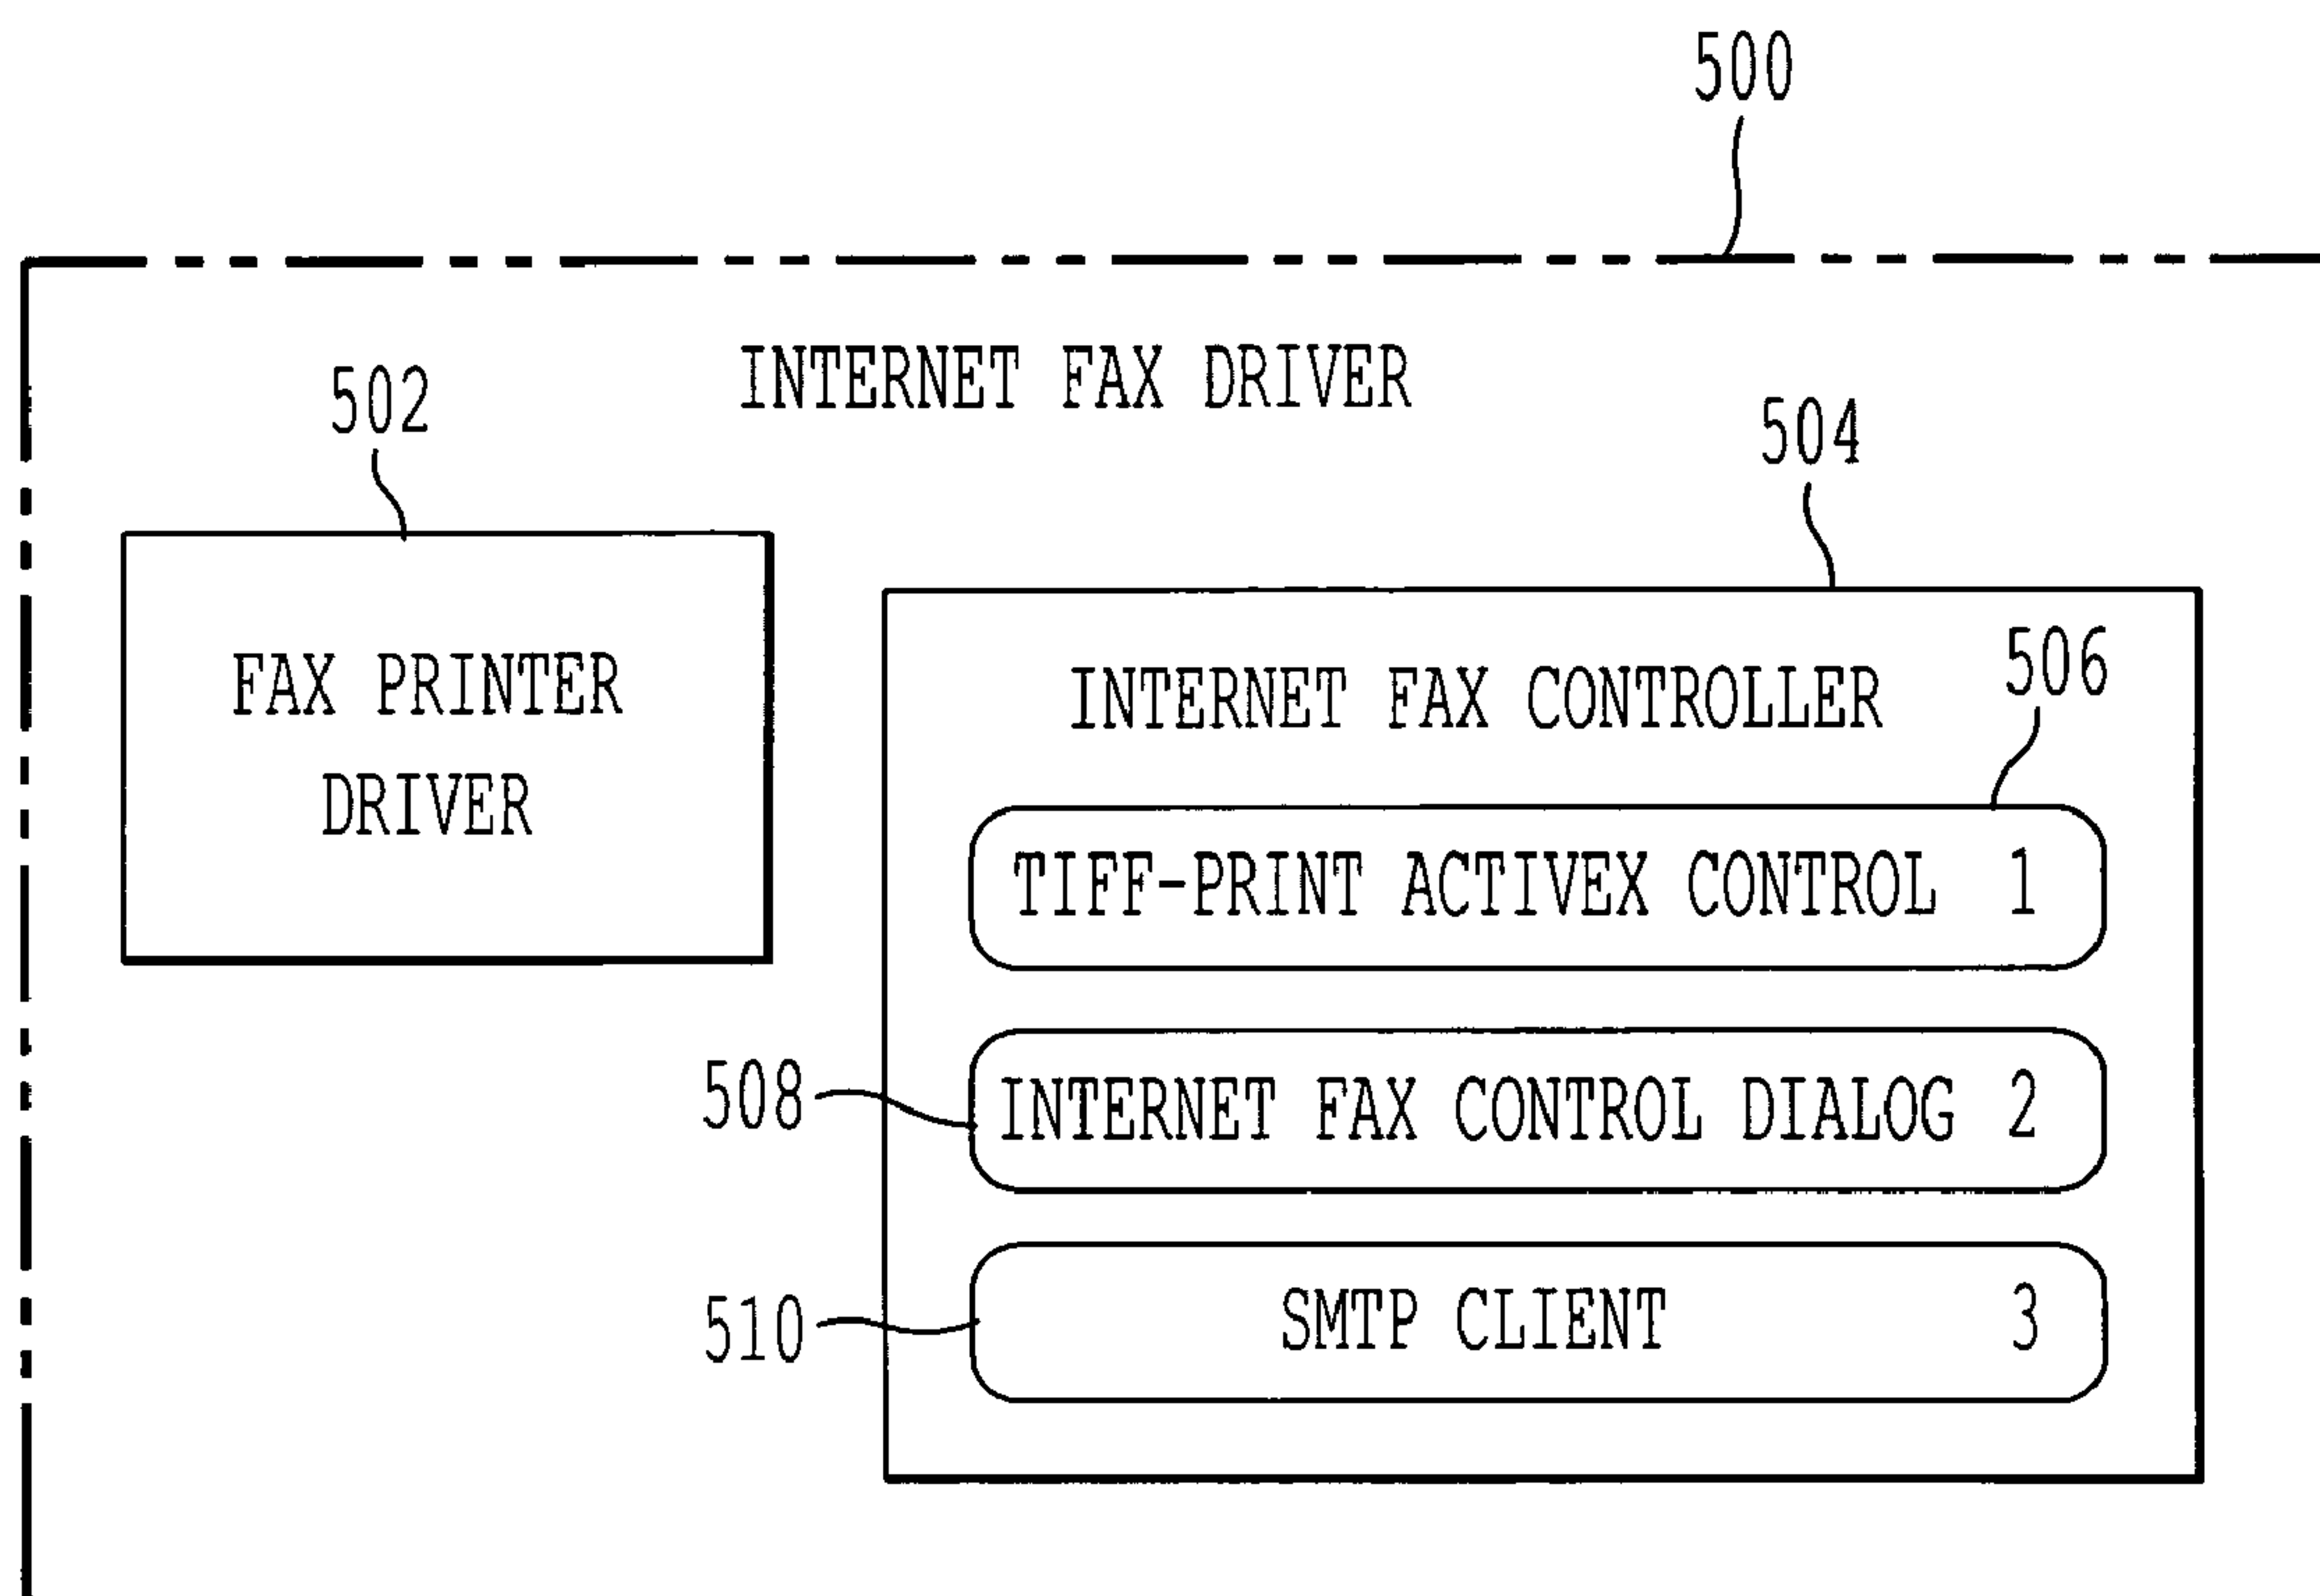 500
INTERNET FAX DRIVER
502
504
FAX PRINTER
DRIVER
506
INTERNET FAX CONTROLLER
TIFF-PRINT ACTIVEX CONTROL 1
508
INTERNET FAX CONTROL DIALOG 2
510
SMTP CLIENT 3